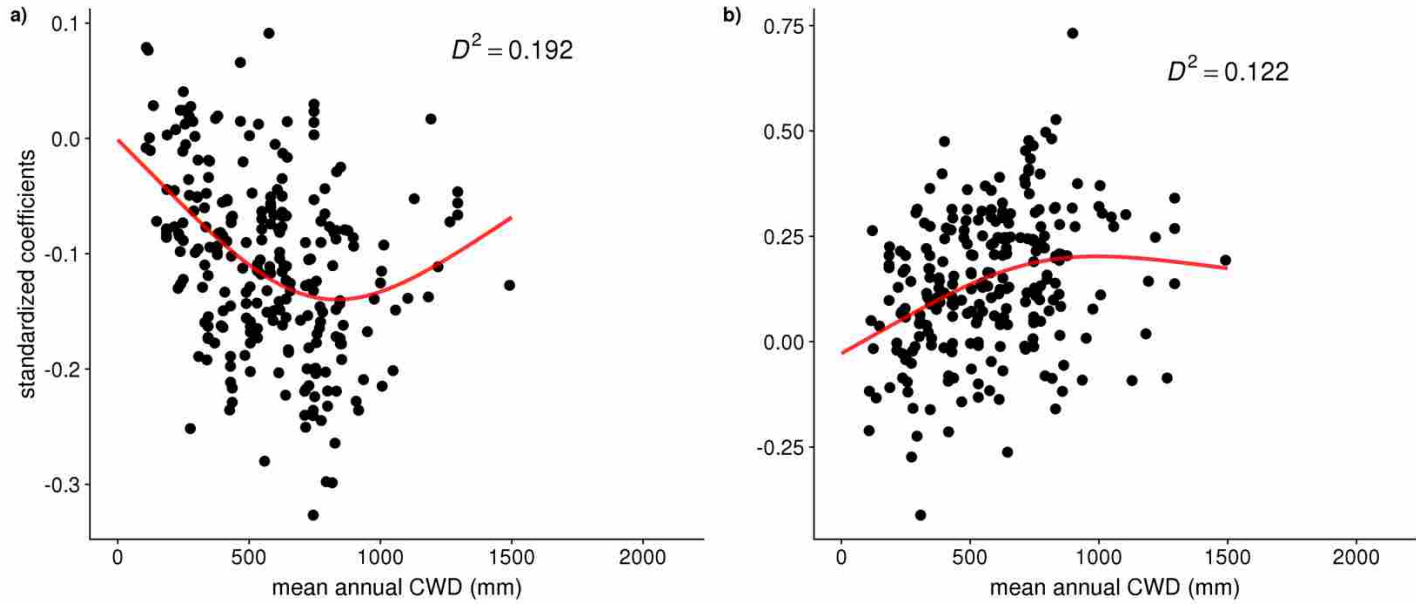 a)
D² = 0.192
standardized coefficients
0.1
0.0
-0.1
-0.2
-0.3
0
500
1000
1500
2000
mean annual CWD (mm)
b)
D² = 0.122
0.75
0.50
0.25
0.00
-0.25
0
500
1000
1500
2000
mean annual CWD (mm)